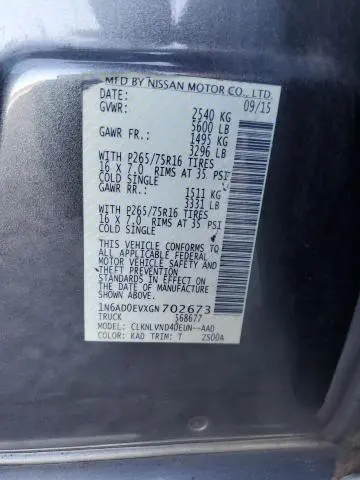 MFD BY NISSAN MOTOR CO., LTD.
DATE: 09/15
GVWR: 2540 KG
5600 LB
GAWR FR.: 1495 KG
3296 LB
WITH P265/75R16 TIRES
16 X 7.0 RIMS AT 35 PSI
COLD SINGLE
GAWR RR.: 1511 KG
3331 LB
WITH P265/75R16 TIRES
16 X 7.0 RIMS AT 35 PSI
COLD SINGLE
THIS VEHICLE CONFORMS TO
ALL APPLICABLE FEDERAL
MOTOR VEHICLE SAFETY AND
THEFT PREVENTION
STANDARDS IN EFFECT ON
THE DATE OF MANUFACTURE
SHOWN ABOVE.
1N6AD0EVXGN702673
TRUCK 568677
MODEL: CLKNLVND40EUN--AAD
COLOR: KAD TRIM: T 2S00A